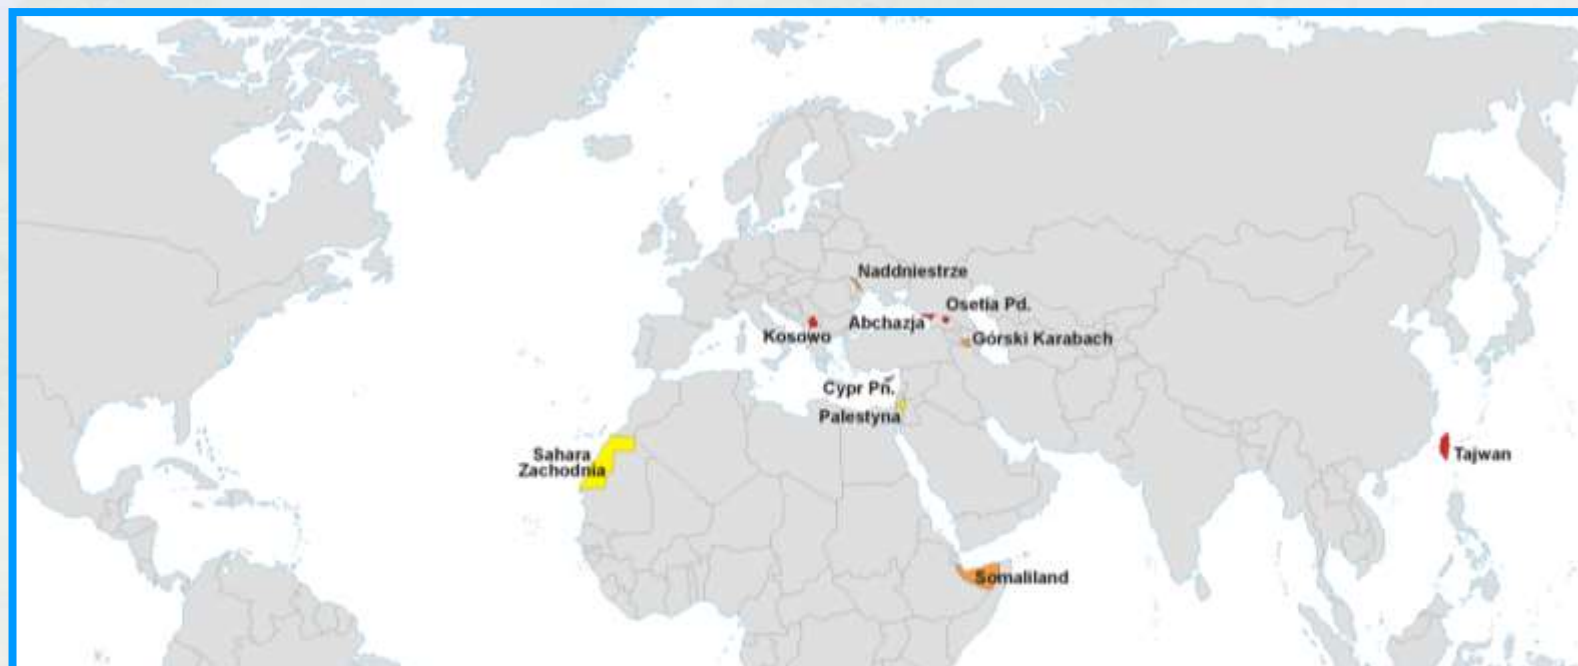 Naddniestrze
Osetia Pd.
Abchazja
Kosowo
Górski Karabach
Cypr Pn.
Palestyna
Sahara
Zachodnia
Tajwan
Somaliland